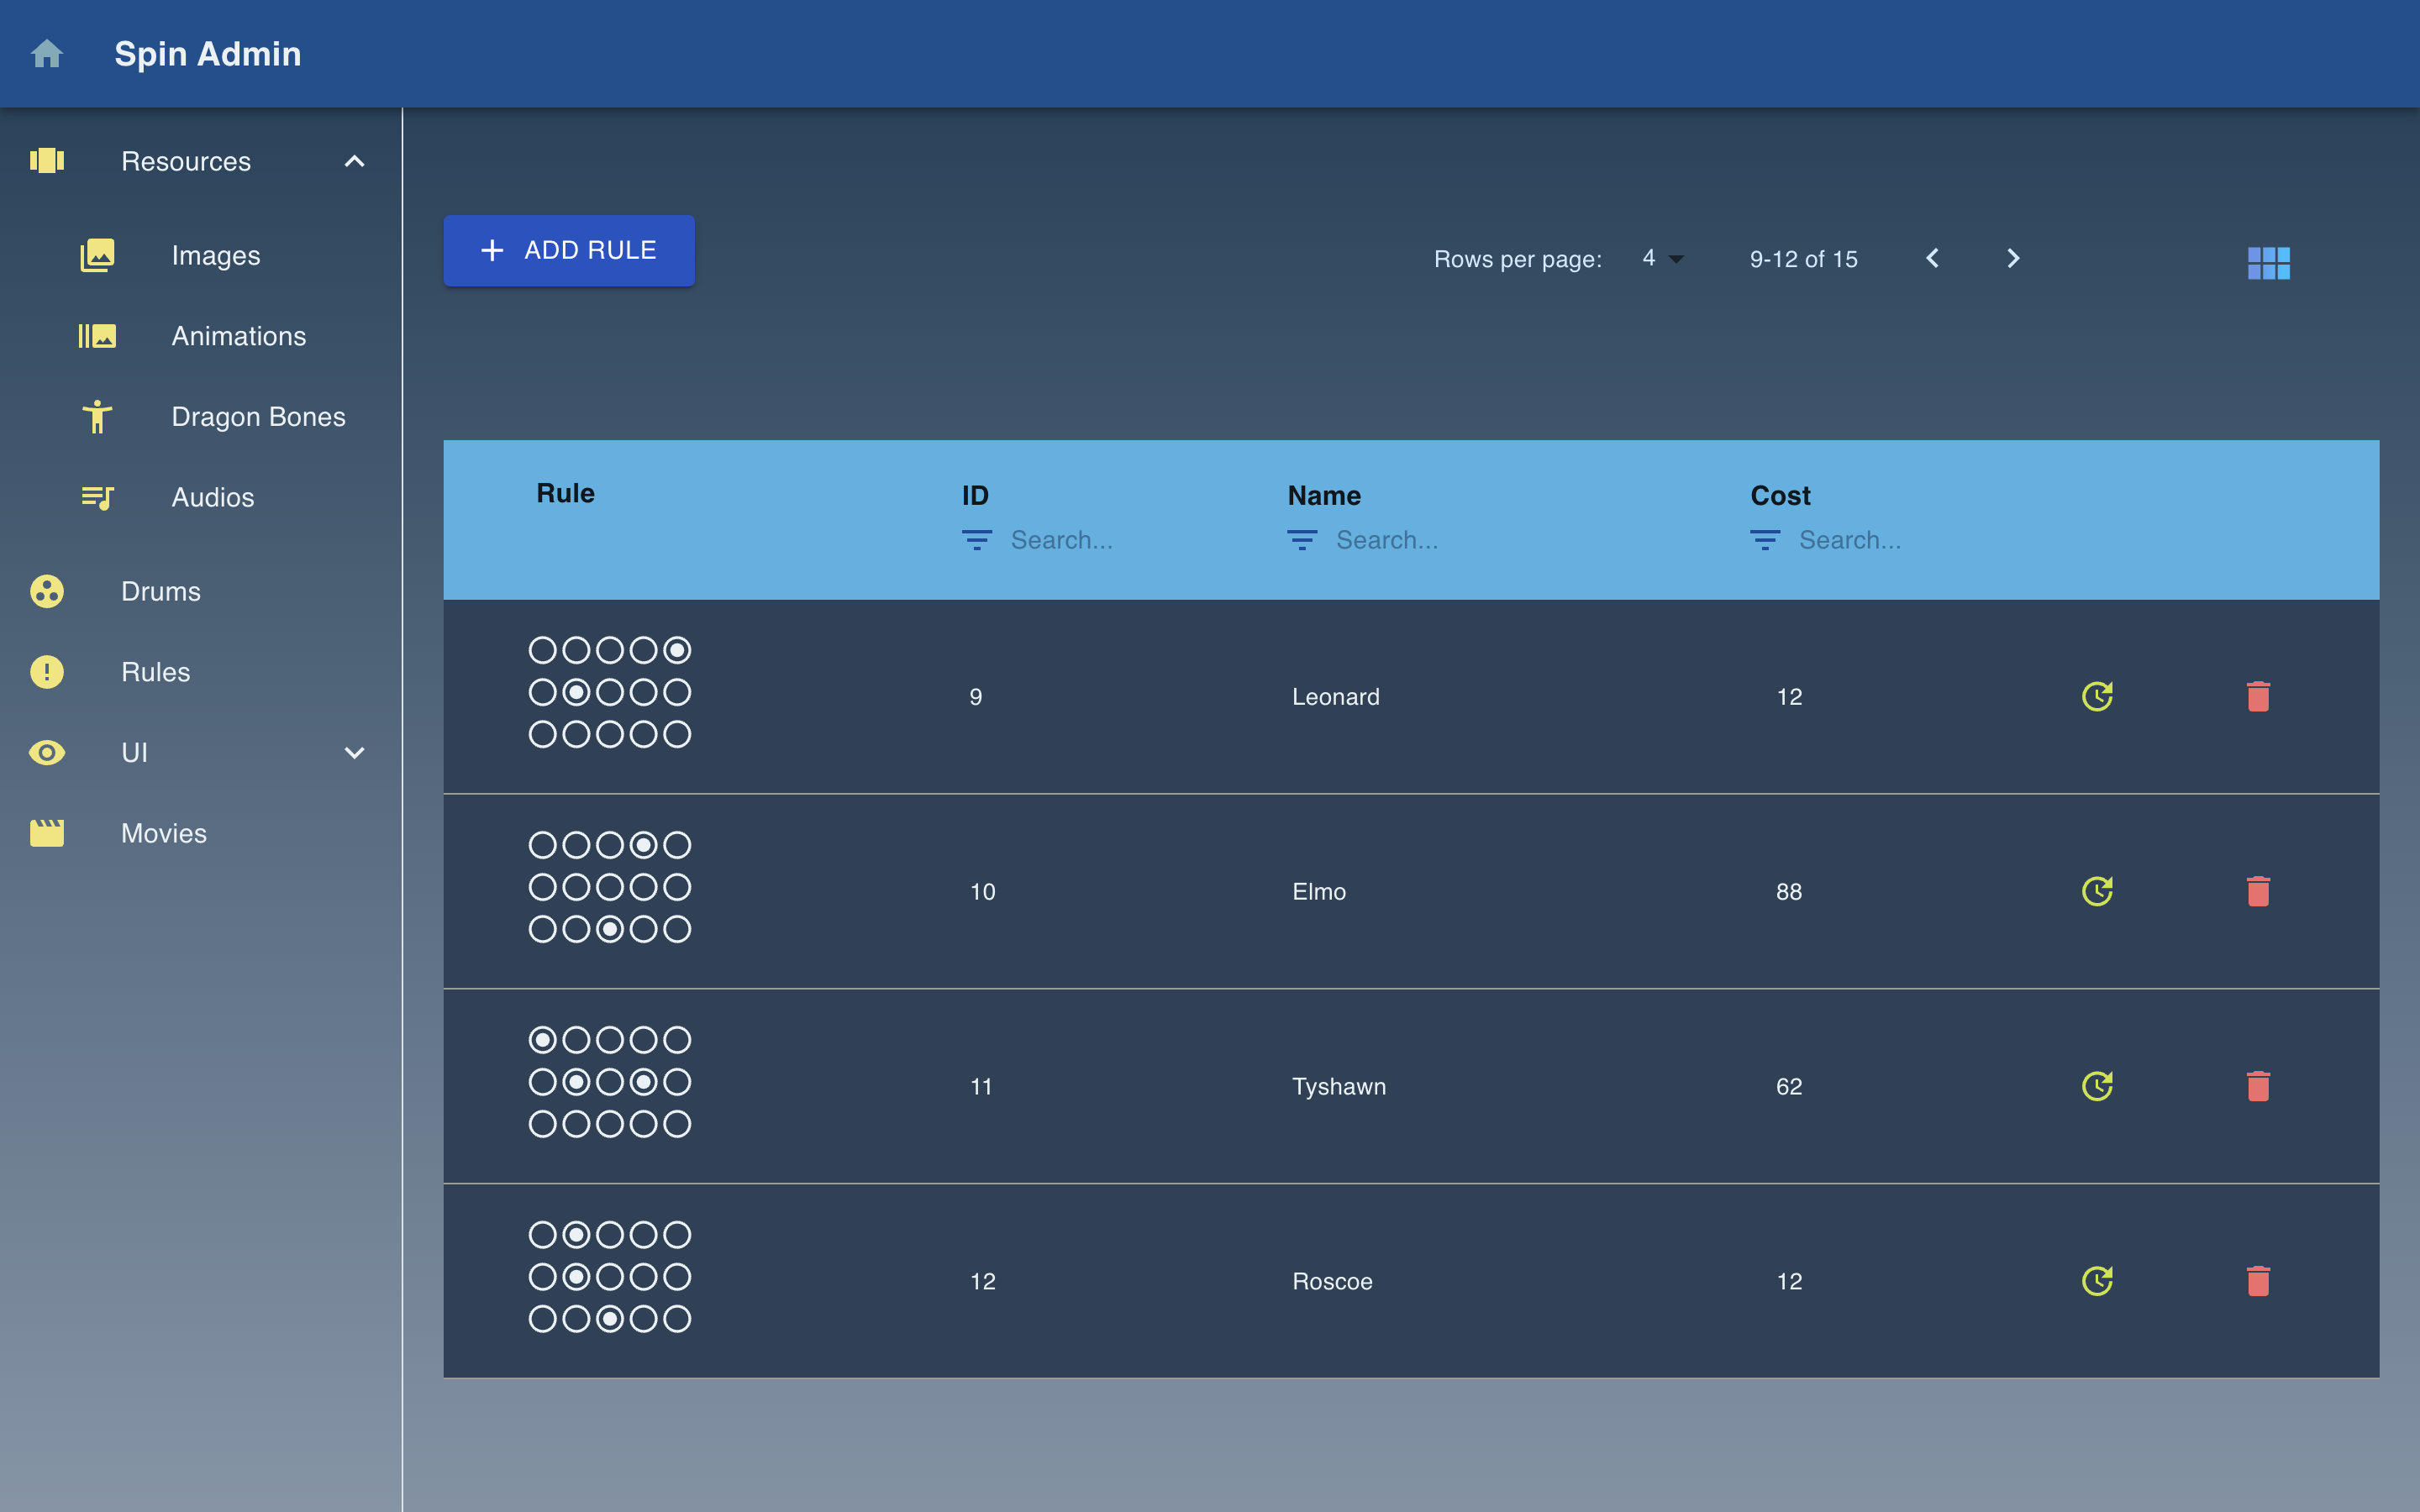 Spin Admin
Resources
Images
Animations
Dragon Bones
Audios
Drums
Rules
UI
Movies
ADD RULE
Rows per page: 4 9-12 of 15
Rule ID Name Cost
Search... Search... Search...
9 Leonard 12
10 Elmo 88
11 Tyshawn 62
12 Roscoe 12